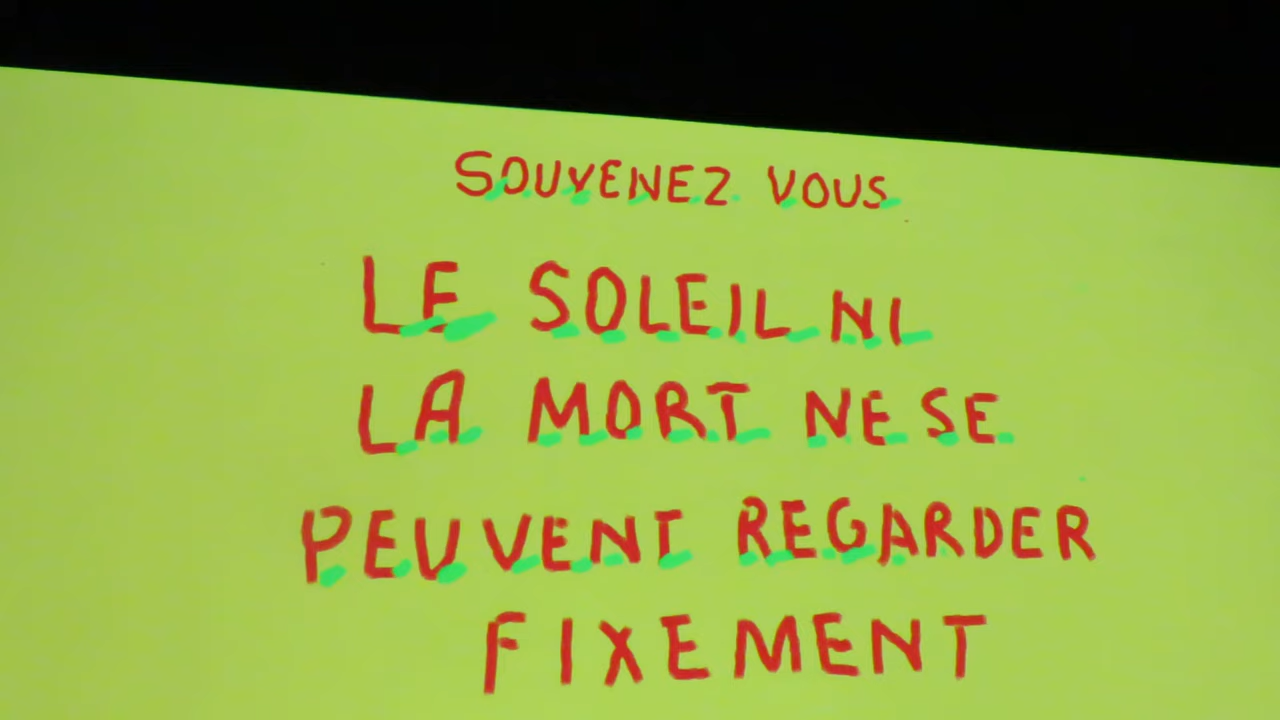 SOUVENEZ VOUS
LE SOLEIL NI
LA MORT NE SE
PEUVENT REGARDER
FIXEMENT